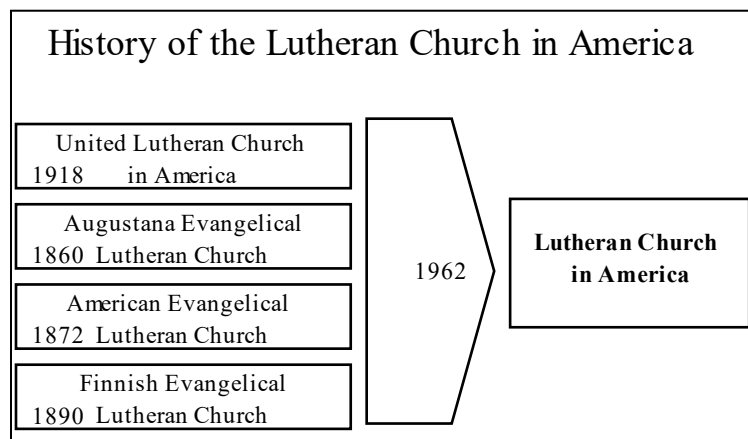 History of the Lutheran Church in America
United Lutheran Church
1918 in America
Augustana Evangelical
1860 Lutheran Church
American Evangelical
1872 Lutheran Church
Finnish Evangelical
1890 Lutheran Church
1962
Lutheran Church
in America